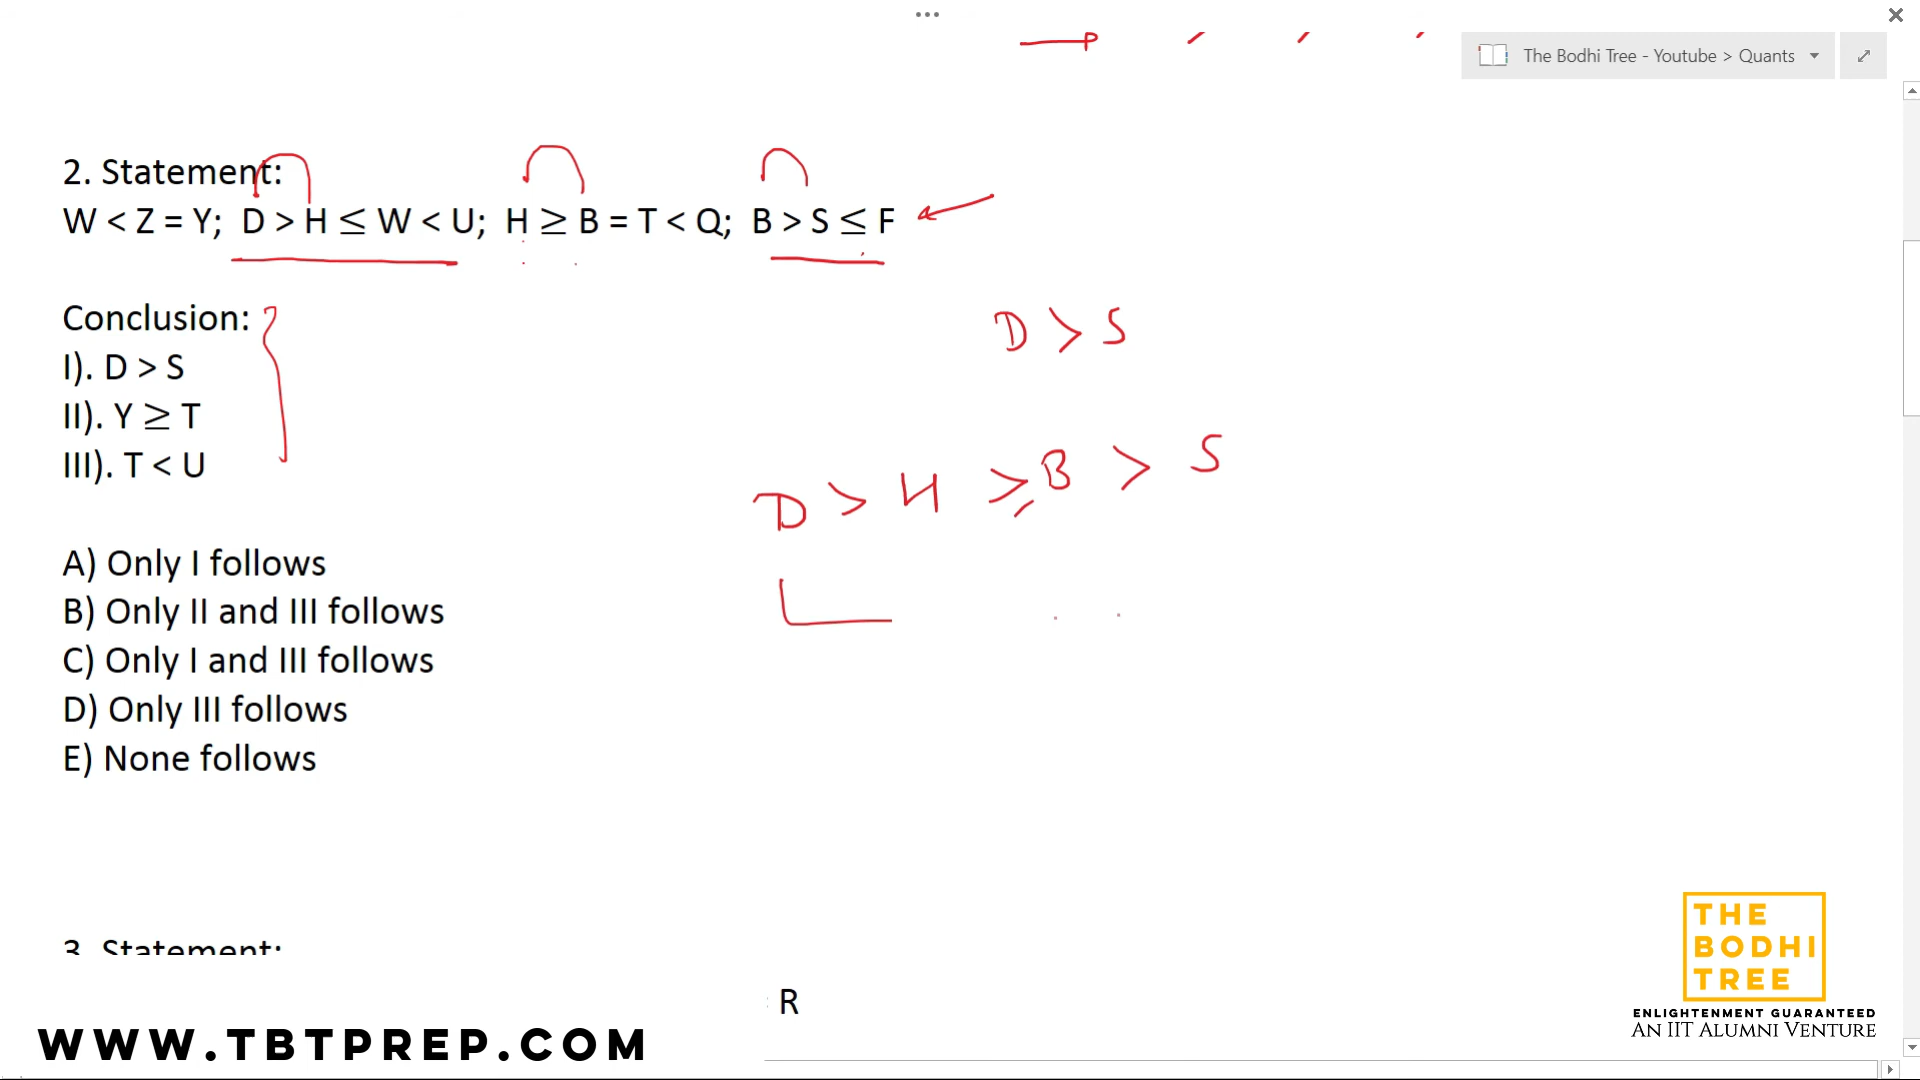 The Bodhi Tree - Youtube > Quants
2. Statement:
W < Z = Y; D > H ≤ W < U; H ≥ B = T < Q; B > S ≤ F
Conclusion:
I). D > S
II). Y ≥ T
III). T < U
D > S
D > H ≥ B > S
A) Only I follows
B) Only II and III follows
C) Only I and III follows
D) Only III follows
E) None follows
3. Statement:
R
THE
BODHI
TREE
ENLIGHTENMENT GUARANTEED
AN IIT ALUMNI VENTURE
WWW.TBTPREP.COM